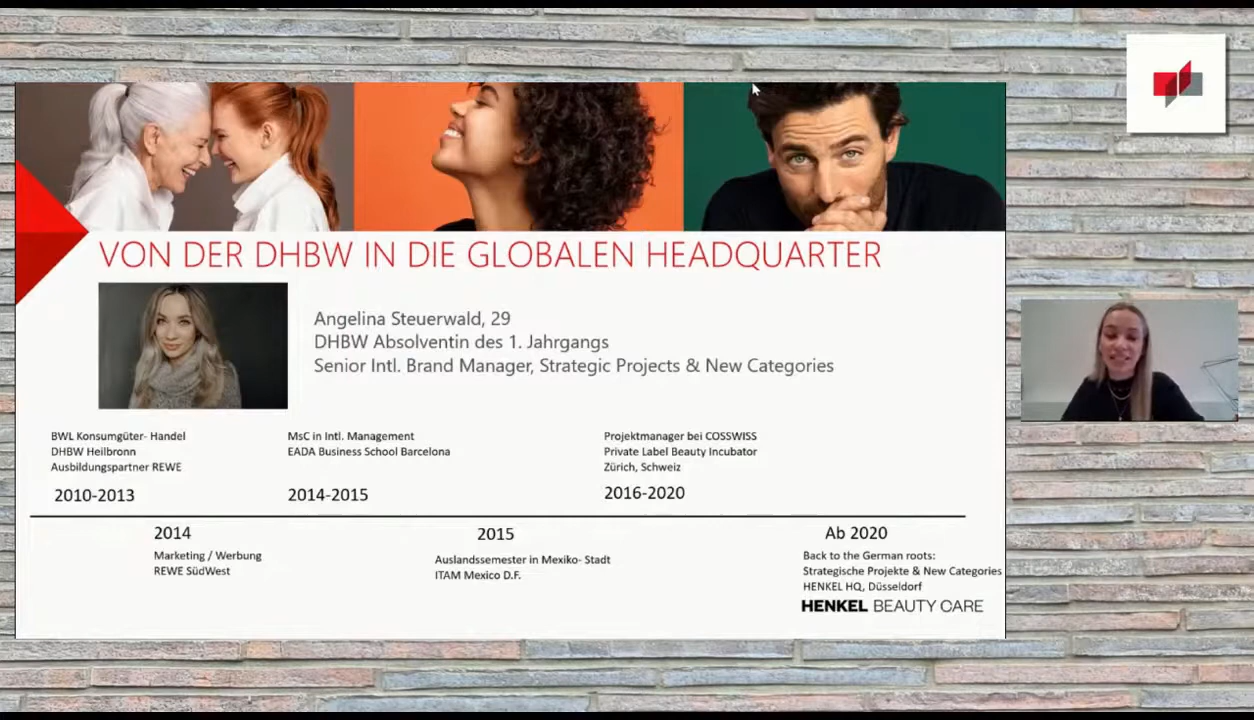 VON DER DHBW IN DIE GLOBALEN HEADQUARTER
Angelina Steuerwald, 29
DHBW Absolventin des 1. Jahrgangs
Senior Intl. Brand Manager, Strategic Projects & New Categories
BWL Konsumgüter- Handel
DHBW Heilbronn
Ausbildungspartner REWE
2010-2013
MsC in Intl. Management
EADA Business School Barcelona
2014-2015
Projektmanager bei COSSWISS
Private Label Beauty Incubator
Zürich, Schweiz
2016-2020
2014
Marketing / Werbung
REWE SüdWest
2015
Auslandssemester in Mexiko- Stadt
ITAM Mexico D.F.
Ab 2020
Back to the German roots:
Strategische Projekte & New Categories
HENKEL HQ, Düsseldorf
HENKEL BEAUTY CARE